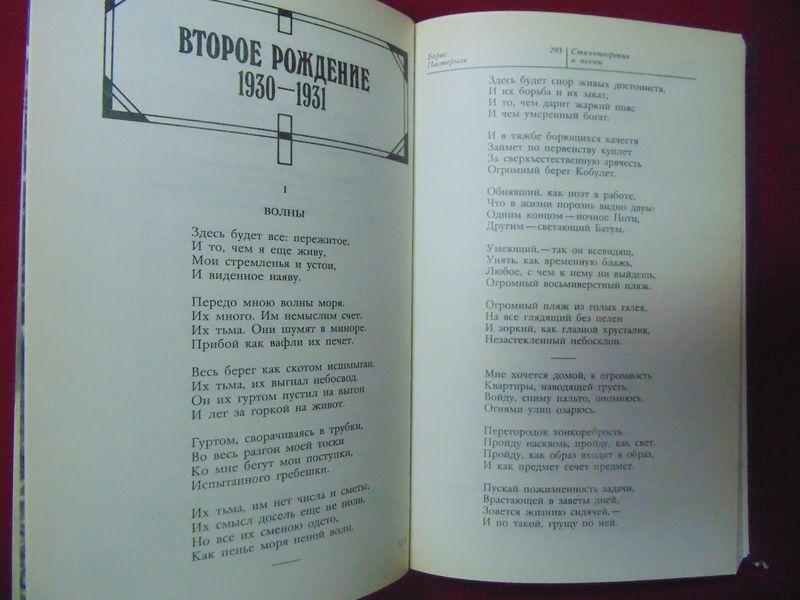 ВТОРОЕ РОЖДЕНИЕ
1930—1931
I
ВОЛНЫ
Здесь будет все: пережитое,
И то, чем я еще живу,
Мои стремленья и устои,
И виденное наяву.
Передо мною волны моря.
Их много. Им немыслим счет.
Их тьма. Они шумят в миноре.
Прибой как вафли их печет.
Весь берег как скотом исшмыган.
Их тьма, их выгнал небосвод.
Он их гуртом пустил на выгон
И лег за горкой на живот.
Гуртом, сворачиваясь в трубки,
Во весь разгон моей тоски
Ко мне бегут мои поступки,
Испытанного гребешки.
Их тьма, им нет числа и сметы,
Их смысл досель еще не полн,
Но все их сменою одето,
Как пенье моря пеной волн.
Борис
Пастернак
293
Стихотворения
и поэмы
Здесь будет спор живых достоинств,
И их борьба и их закат,
И то, чем дарит жаркий пояс
И чем умеренный богат.
И в тяжбе борющихся качеств
Займет по первенству куплет
За сверхъестественную зрячесть
Огромный берег Кобулет.
Обнявший, как поэт в работе,
Что в жизни порознь видно двум:
Одним концом — ночное Поти,
Другим — светающий Батум.
Умеющий,— так он всевидящ,
Унять, как временную блажь,
Любое, с чем к нему ни выйдешь,
Огромный восьмиверстный пляж.
Огромный пляж из голых галек,
На все глядящий без пелен
И зоркий, как глазной хрусталик,
Незастекленный небосклон.
Мне хочется домой, в огромность
Квартиры, наводящей грусть.
Войду, сниму пальто, опомнюсь,
Огнями улиц озарюсь.
Перегородок тонкоребрость
Пройду насквозь, пройду, как свет.
Пройду, как образ входит в образ,
И как предмет сечет предмет.
Пускай пожизненность задачи,
Врастающей в заветы дней,
Зовется жизнию сидячей,—
И по такой, грущу по ней.